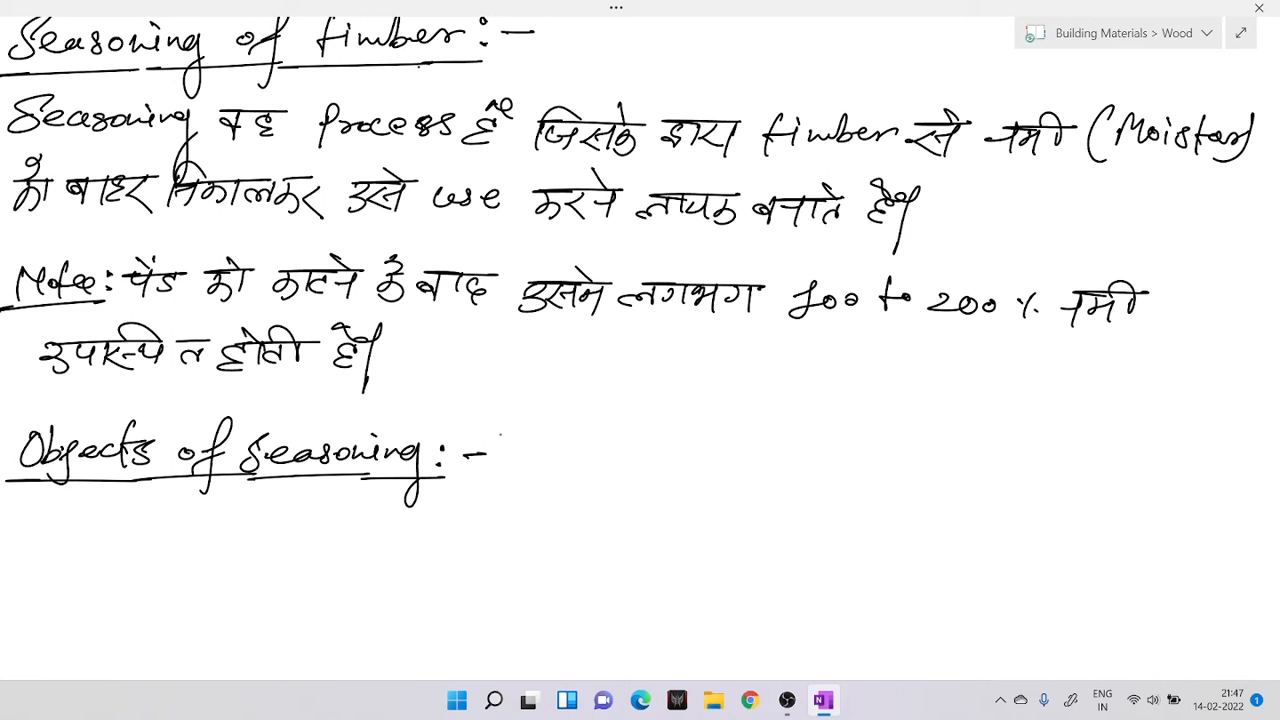 Building Materials > Wood
Seasoning of timber:-
Seasoning वह process है जिसके द्वारा timber से नमी (Moisture)
को बाहर निकालकर उसे use करने लायक बनाते है।
Note: पेंड को काटने के बाद उसमे लगभग 100 to 200 % नमी
उपस्थित होती है।
Objects of Seasoning:-
ENG
IN
21:47
14-02-2022
1